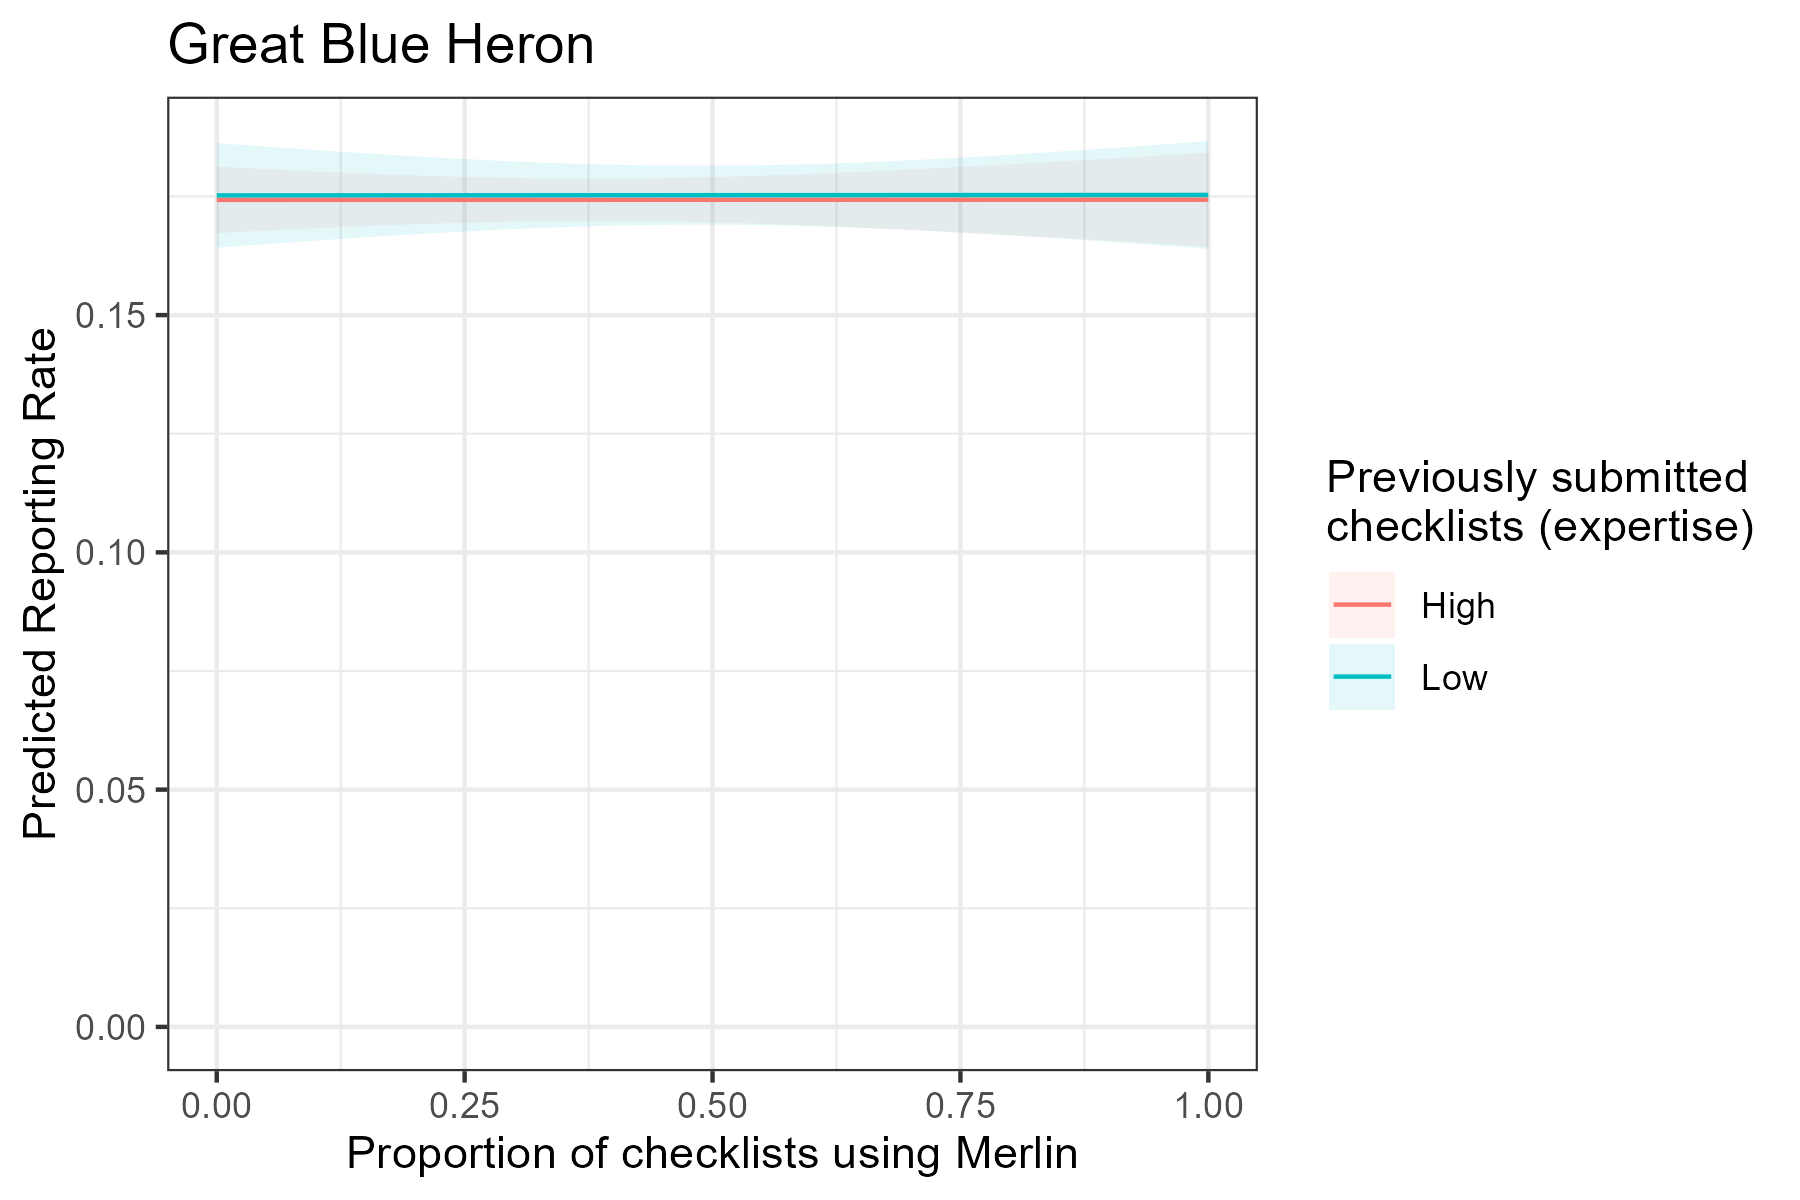 Great Blue Heron
Predicted Reporting Rate
0.15
0.10
0.05
0.00
0.00 0.25 0.50 0.75 1.00
Proportion of checklists using Merlin
Previously submitted
checklists (expertise)
High
Low